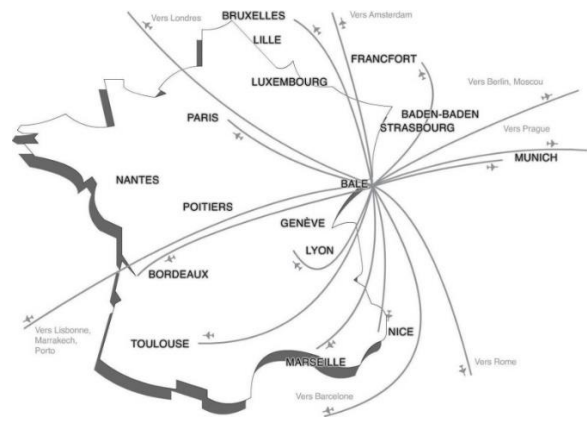 Vers Londres
BRUXELLES
Vers Amsterdam
LILLE
FRANCFORT
LUXEMBOURG
Vers Berlin, Moscou
PARIS
BADEN-BADEN
STRASBOURG
Vers Prague
MUNICH
NANTES
BALE
POITIERS
GENÈVE
LYON
BORDEAUX
Vers Lisbonne,
Marrakech,
Porto
TOULOUSE
NICE
MARSEILLE
Vers Rome
Vers Barcelone